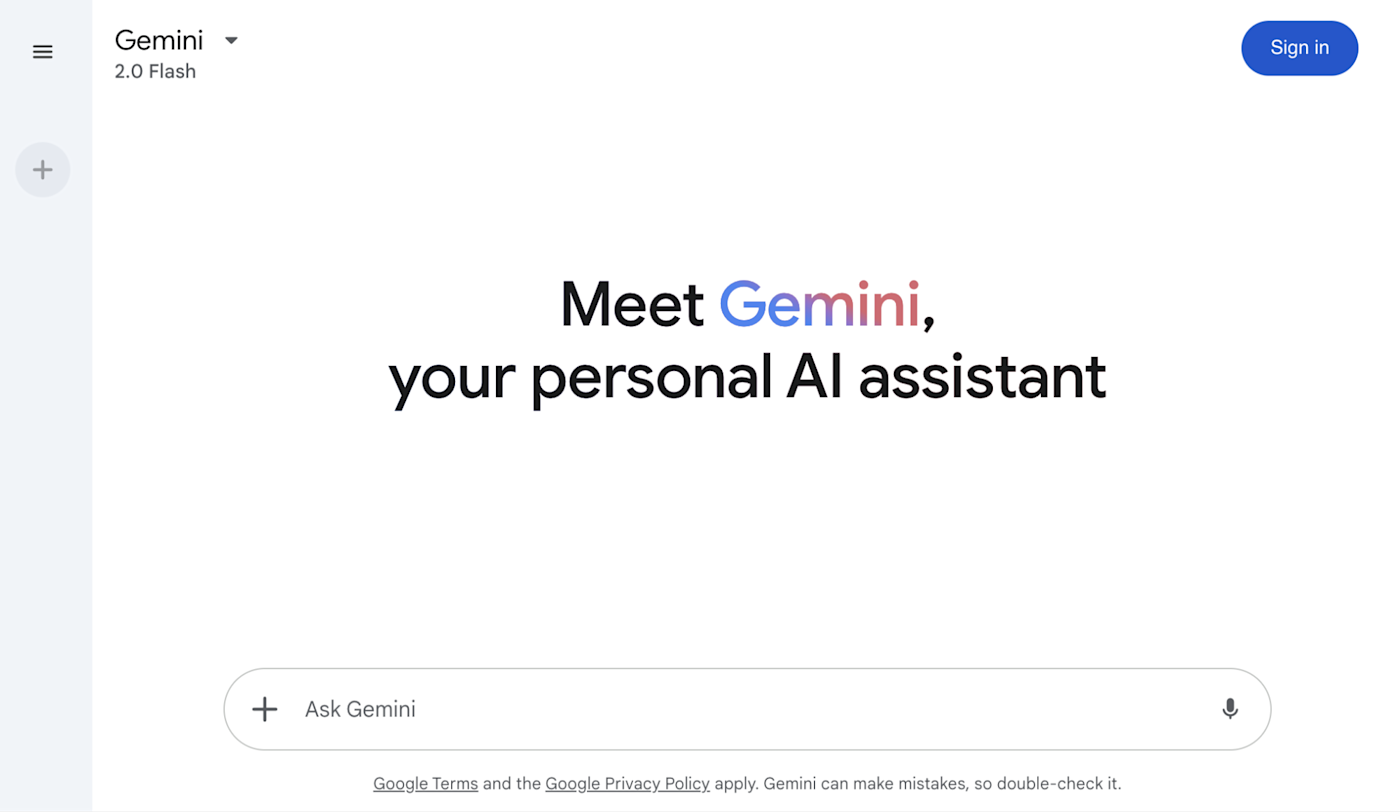 Gemini
2.0 Flash
Sign in
Meet Gemini,
your personal AI assistant
Ask Gemini
Google Terms and the Google Privacy Policy apply. Gemini can make mistakes, so double-check it.